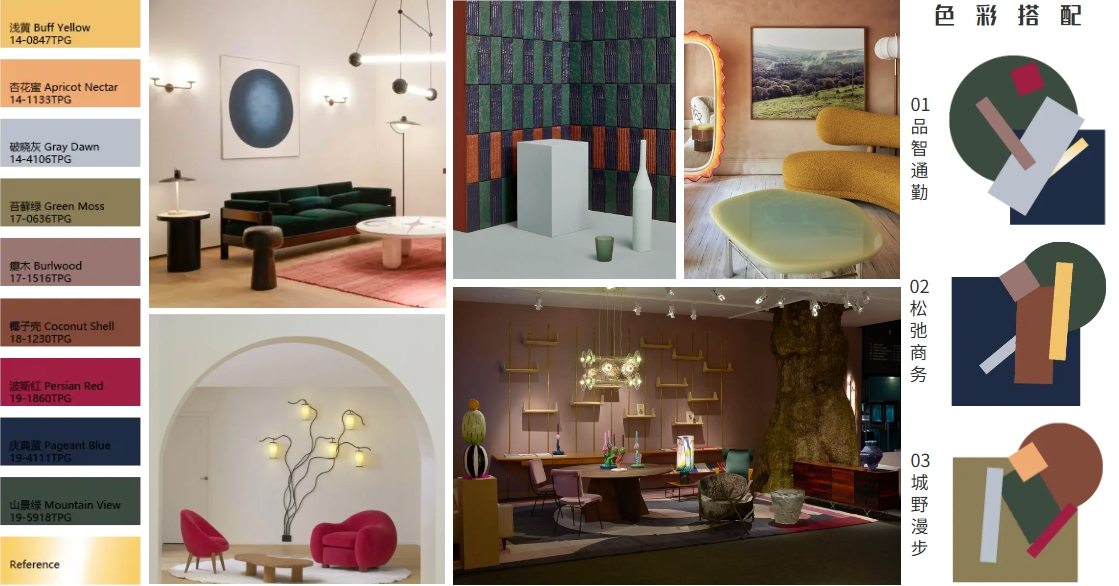 浅黄 Buff Yellow
14-0847TPG
杏花蜜 Apricot Nectar
14-1133TPG
破晓灰 Gray Dawn
14-4106TPG
苔藓绿 Green Moss
17-0636TPG
瘿木 Burlwood
17-1516TPG
椰子壳 Coconut Shell
18-1230TPG
波斯红 Persian Red
19-1860TPG
庆典蓝 Pageant Blue
19-4111TPG
山景绿 Mountain View
19-5918TPG
Reference
色彩搭配
01
品智通勤
02
松弛商务
03
城野漫步